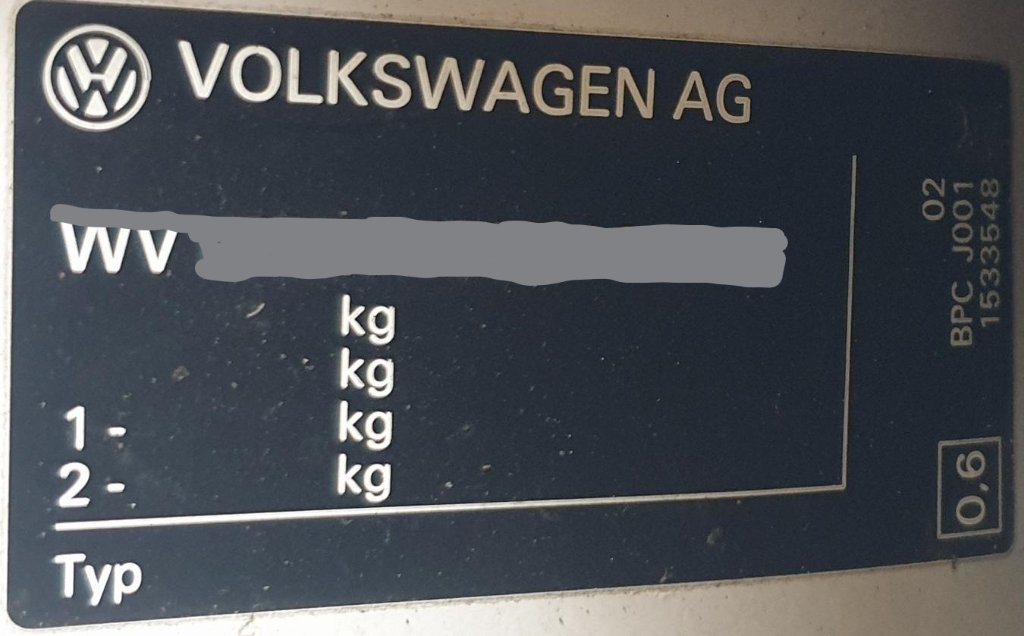 VOLKSWAGEN AG
WV
kg
kg
1 - kg
2 - kg
Typ
02
BPC J001
1533548
0,6